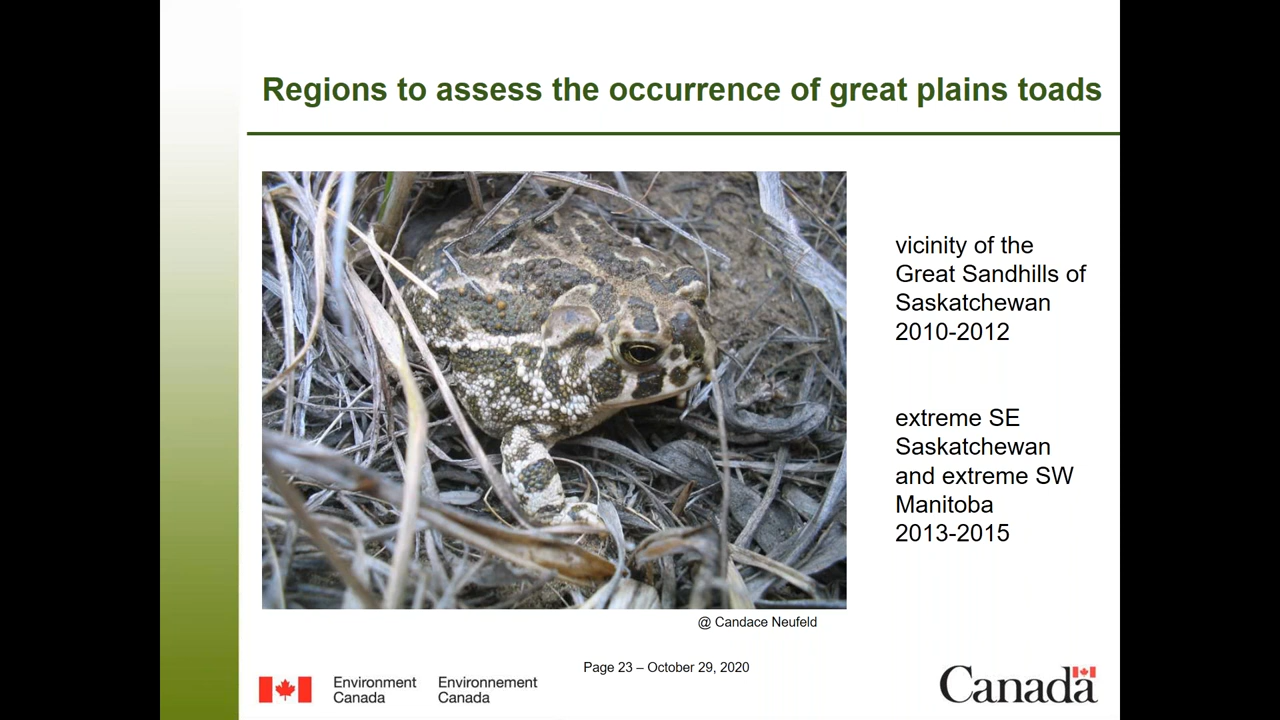 Regions to assess the occurrence of great plains toads
vicinity of the
Great Sandhills of
Saskatchewan
2010-2012
extreme SE
Saskatchewan
and extreme SW
Manitoba
2013-2015
@ Candace Neufeld
Page 23 – October 29, 2020
Environment
Canada
Environnement
Canada
Canada